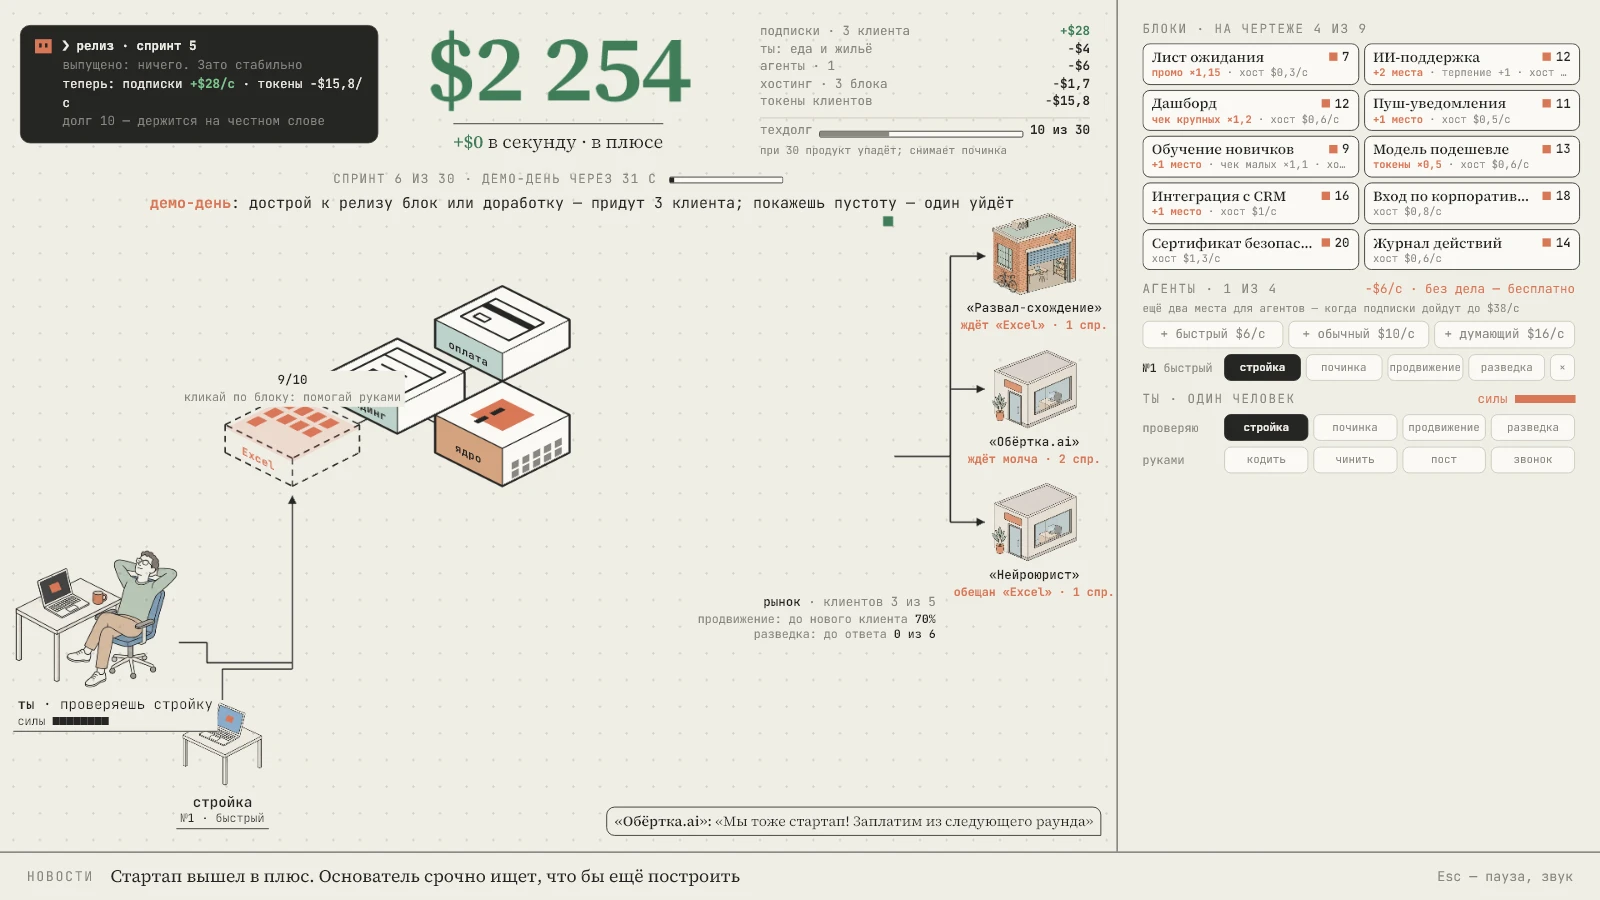 ❯ релиз · спринт 5
выпущено: ничего. Зато стабильно
теперь: подписки +$28/с · токены -$15,8/
с
долг 10 — держится на честном слове
$2 254
+$0 в секунду · в плюсе
подписки · 3 клиента +$28
ты: еда и жильё -$4
агенты · 1 -$6
хостинг · 3 блока -$1,7
токены клиентов -$15,8
техдолг 10 из 30
при 30 продукт упадёт; снимает починка
СПРИНТ 6 ИЗ 30 · ДЕМО-ДЕНЬ ЧЕРЕЗ 31 С
демо-день: дострой к релизу блок или доработку — придут 3 клиента; покажешь пустоту — один уйдёт
оплата
9/10
кликай по блоку: помогай руками
динг
Excel
ядро
«Развал-схождение»
ждёт «Excel» · 1 спр.
«Обёртка.ai»
ждёт молча · 2 спр.
«Нейроюрист»
обещан «Excel» · 1 спр.
рынок · клиентов 3 из 5
продвижение: до нового клиента 70%
разведка: до ответа 0 из 6
ты · проверяешь стройку
силы
стройка
№1 · быстрый
«Обёртка.ai»: «Мы тоже стартап! Заплатим из следующего раунда»
БЛОКИ · НА ЧЕРТЕЖЕ 4 ИЗ 9
Лист ожидания 7
промо ×1,15 · хост $0,3/с
ИИ-поддержка 12
+2 места · терпение +1 · хост …
Дашборд 12
чек крупных ×1,2 · хост $0,6/с
Пуш-уведомления 11
+1 место · хост $0,5/с
Обучение новичков 9
+1 место · чек малых ×1,1 · хо…
Модель подешевле 13
токены ×0,5 · хост $0,6/с
Интеграция с CRM 16
+1 место · хост $1/с
Вход по корпоратив… 18
хост $0,8/с
Сертификат безопас… 20
хост $1,3/с
Журнал действий 14
хост $0,6/с
АГЕНТЫ · 1 ИЗ 4 -$6/с · без дела — бесплатно
ещё два места для агентов — когда подписки дойдут до $38/с
+ быстрый $6/с + обычный $10/с + думающий $16/с
№1 быстрый стройка починка продвижение разведка ×
ТЫ · ОДИН ЧЕЛОВЕК силы
проверяю стройка починка продвижение разведка
руками кодить чинить пост звонок
НОВОСТИ Стартап вышел в плюс. Основатель срочно ищет, что бы ещё построить
Esc — пауза, звук